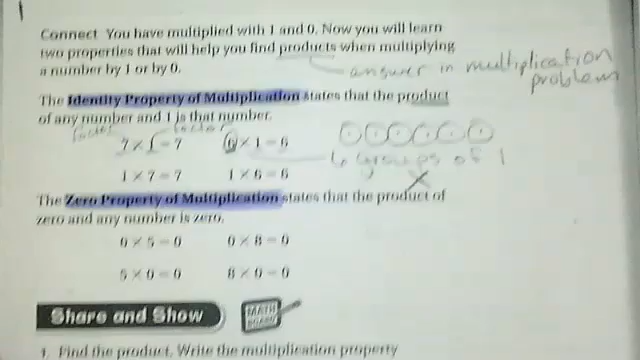 Connect You have multiplied with 1 and 0. Now you will learn
two properties that will help you find products when multiplying
a number by 1 or by 0.
answer in multiplication
problem
The Identity Property of Multiplication states that the product
of any number and 1 is that number.
factor factor
7 × 1 = 7 6 × 1 = 6
6 groups of 1
1 × 7 = 7 1 × 6 = 6
The Zero Property of Multiplication states that the product of
zero and any number is zero.
0 × 5 = 0 0 × 8 = 0
5 × 0 = 0 8 × 0 = 0
Share and Show MATH
BOARD
1. Find the product. Write the multiplication property